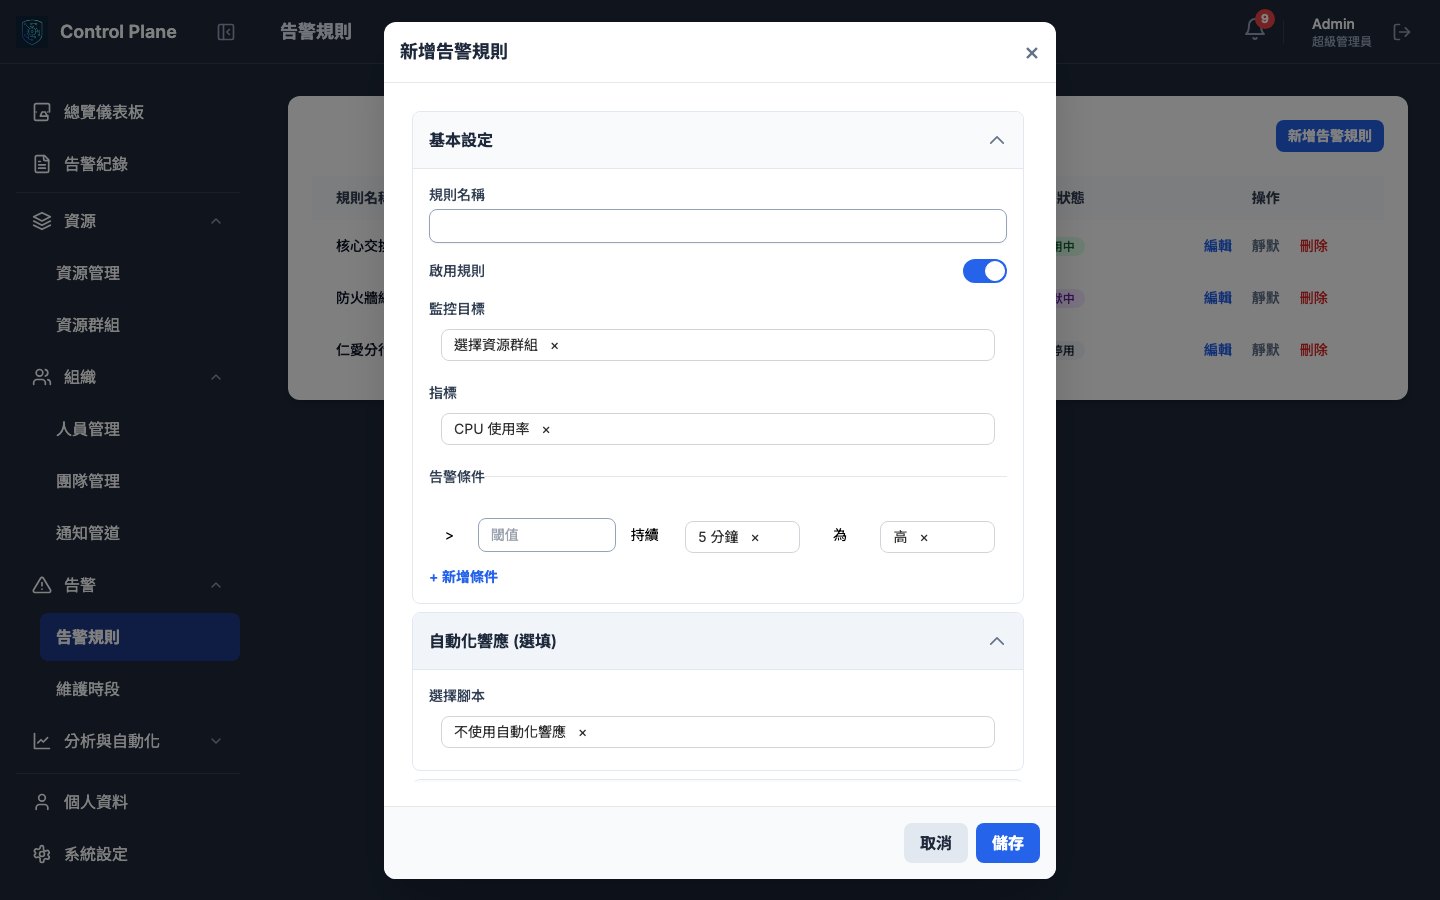 Control Plane
告警規則
9
Admin
超級管理員
總覽儀表板
告警紀錄
資源
資源管理
資源群組
組織
人員管理
團隊管理
通知管道
告警
告警規則
維護時段
分析與自動化
個人資料
系統設定
新增告警規則
規則名
狀態
操作
核心交
中
編輯 靜默 刪除
防火牆
中
編輯 靜默 刪除
仁愛分
停用
編輯 靜默 刪除
新增告警規則
×
基本設定
規則名稱
啟用規則
監控目標
選擇資源群組 ×
指標
CPU 使用率 ×
告警條件
> 閾值 持續 5 分鐘 × 為 高 ×
+ 新增條件
自動化響應 (選填)
選擇腳本
不使用自動化響應 ×
取消
儲存